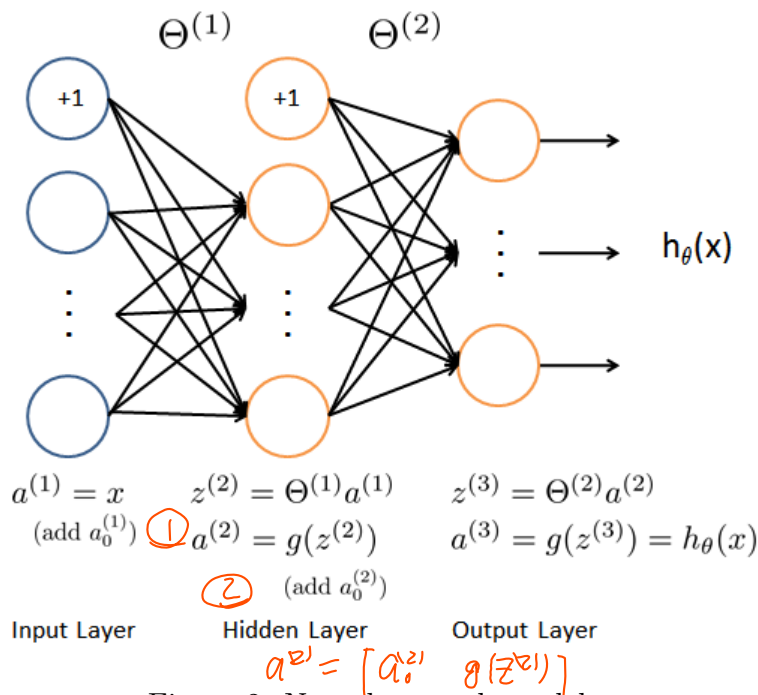 Θ⁽¹⁾ Θ⁽²⁾
+1 +1
hθ(x)
a⁽¹⁾ = x z⁽²⁾ = Θ⁽¹⁾a⁽¹⁾ z⁽³⁾ = Θ⁽²⁾a⁽²⁾
(add a₀⁽¹⁾) ① a⁽²⁾ = g(z⁽²⁾) a⁽³⁾ = g(z⁽³⁾) = hθ(x)
② (add a₀⁽²⁾)
Input Layer Hidden Layer Output Layer
a⁽²⁾ = [a₀⁽²⁾ g(z⁽²⁾)]